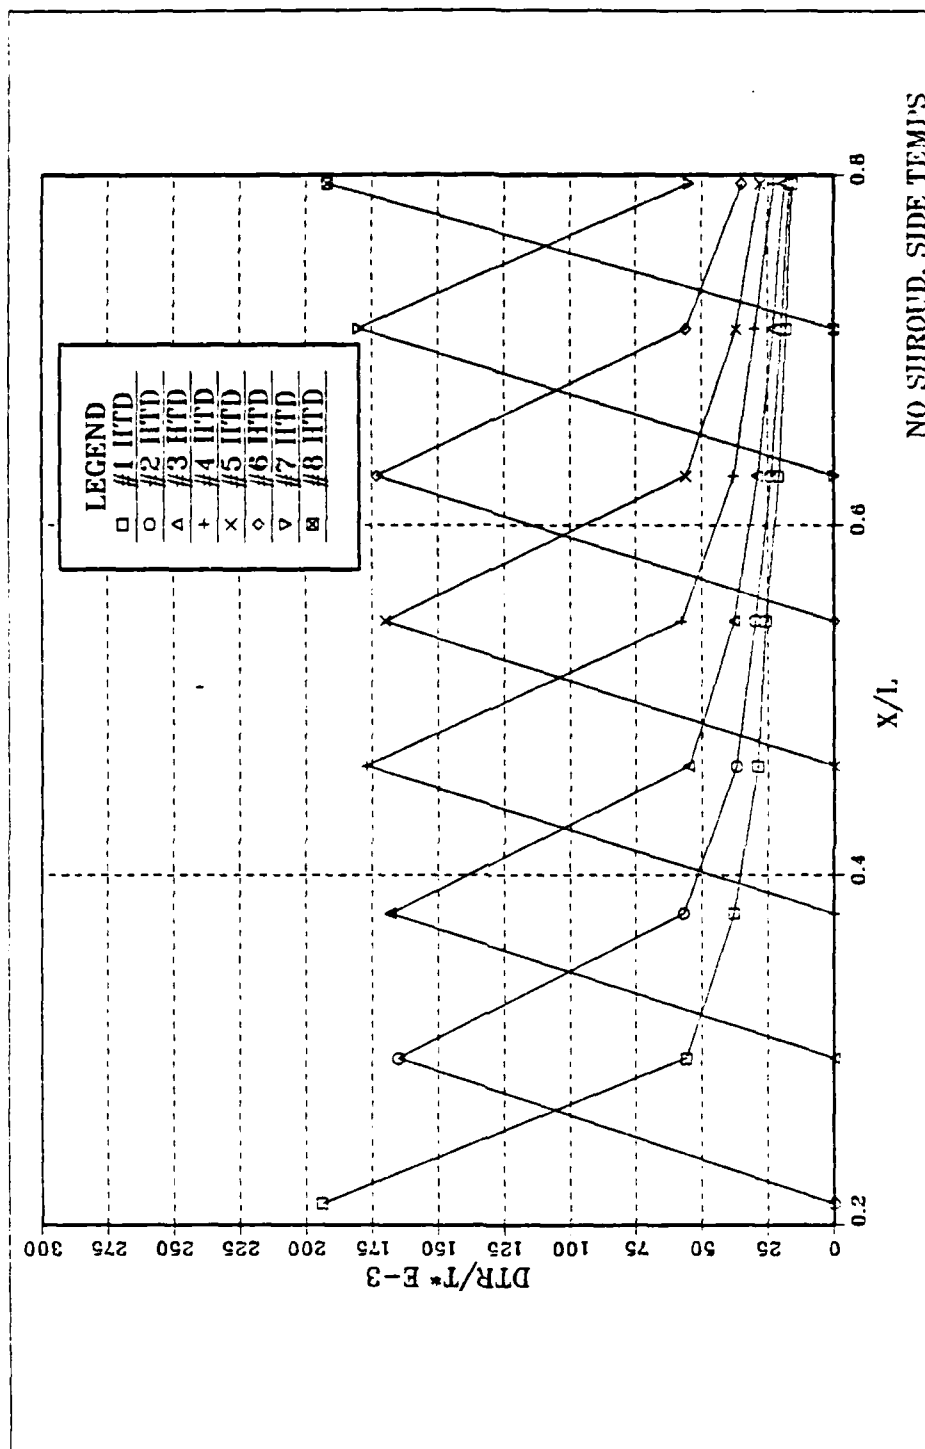 LEGEND
#1 HTD
#2 HTD
#3 HTD
#4 HTD
#5 HTD
#6 HTD
#7 HTD
#8 HTD
DTR/T* E-3
300
275
250
225
200
175
150
125
100
75
50
25
0
0.2
0.4
0.6
0.8
X/L
NO SHROUD, SIDE TEMPS